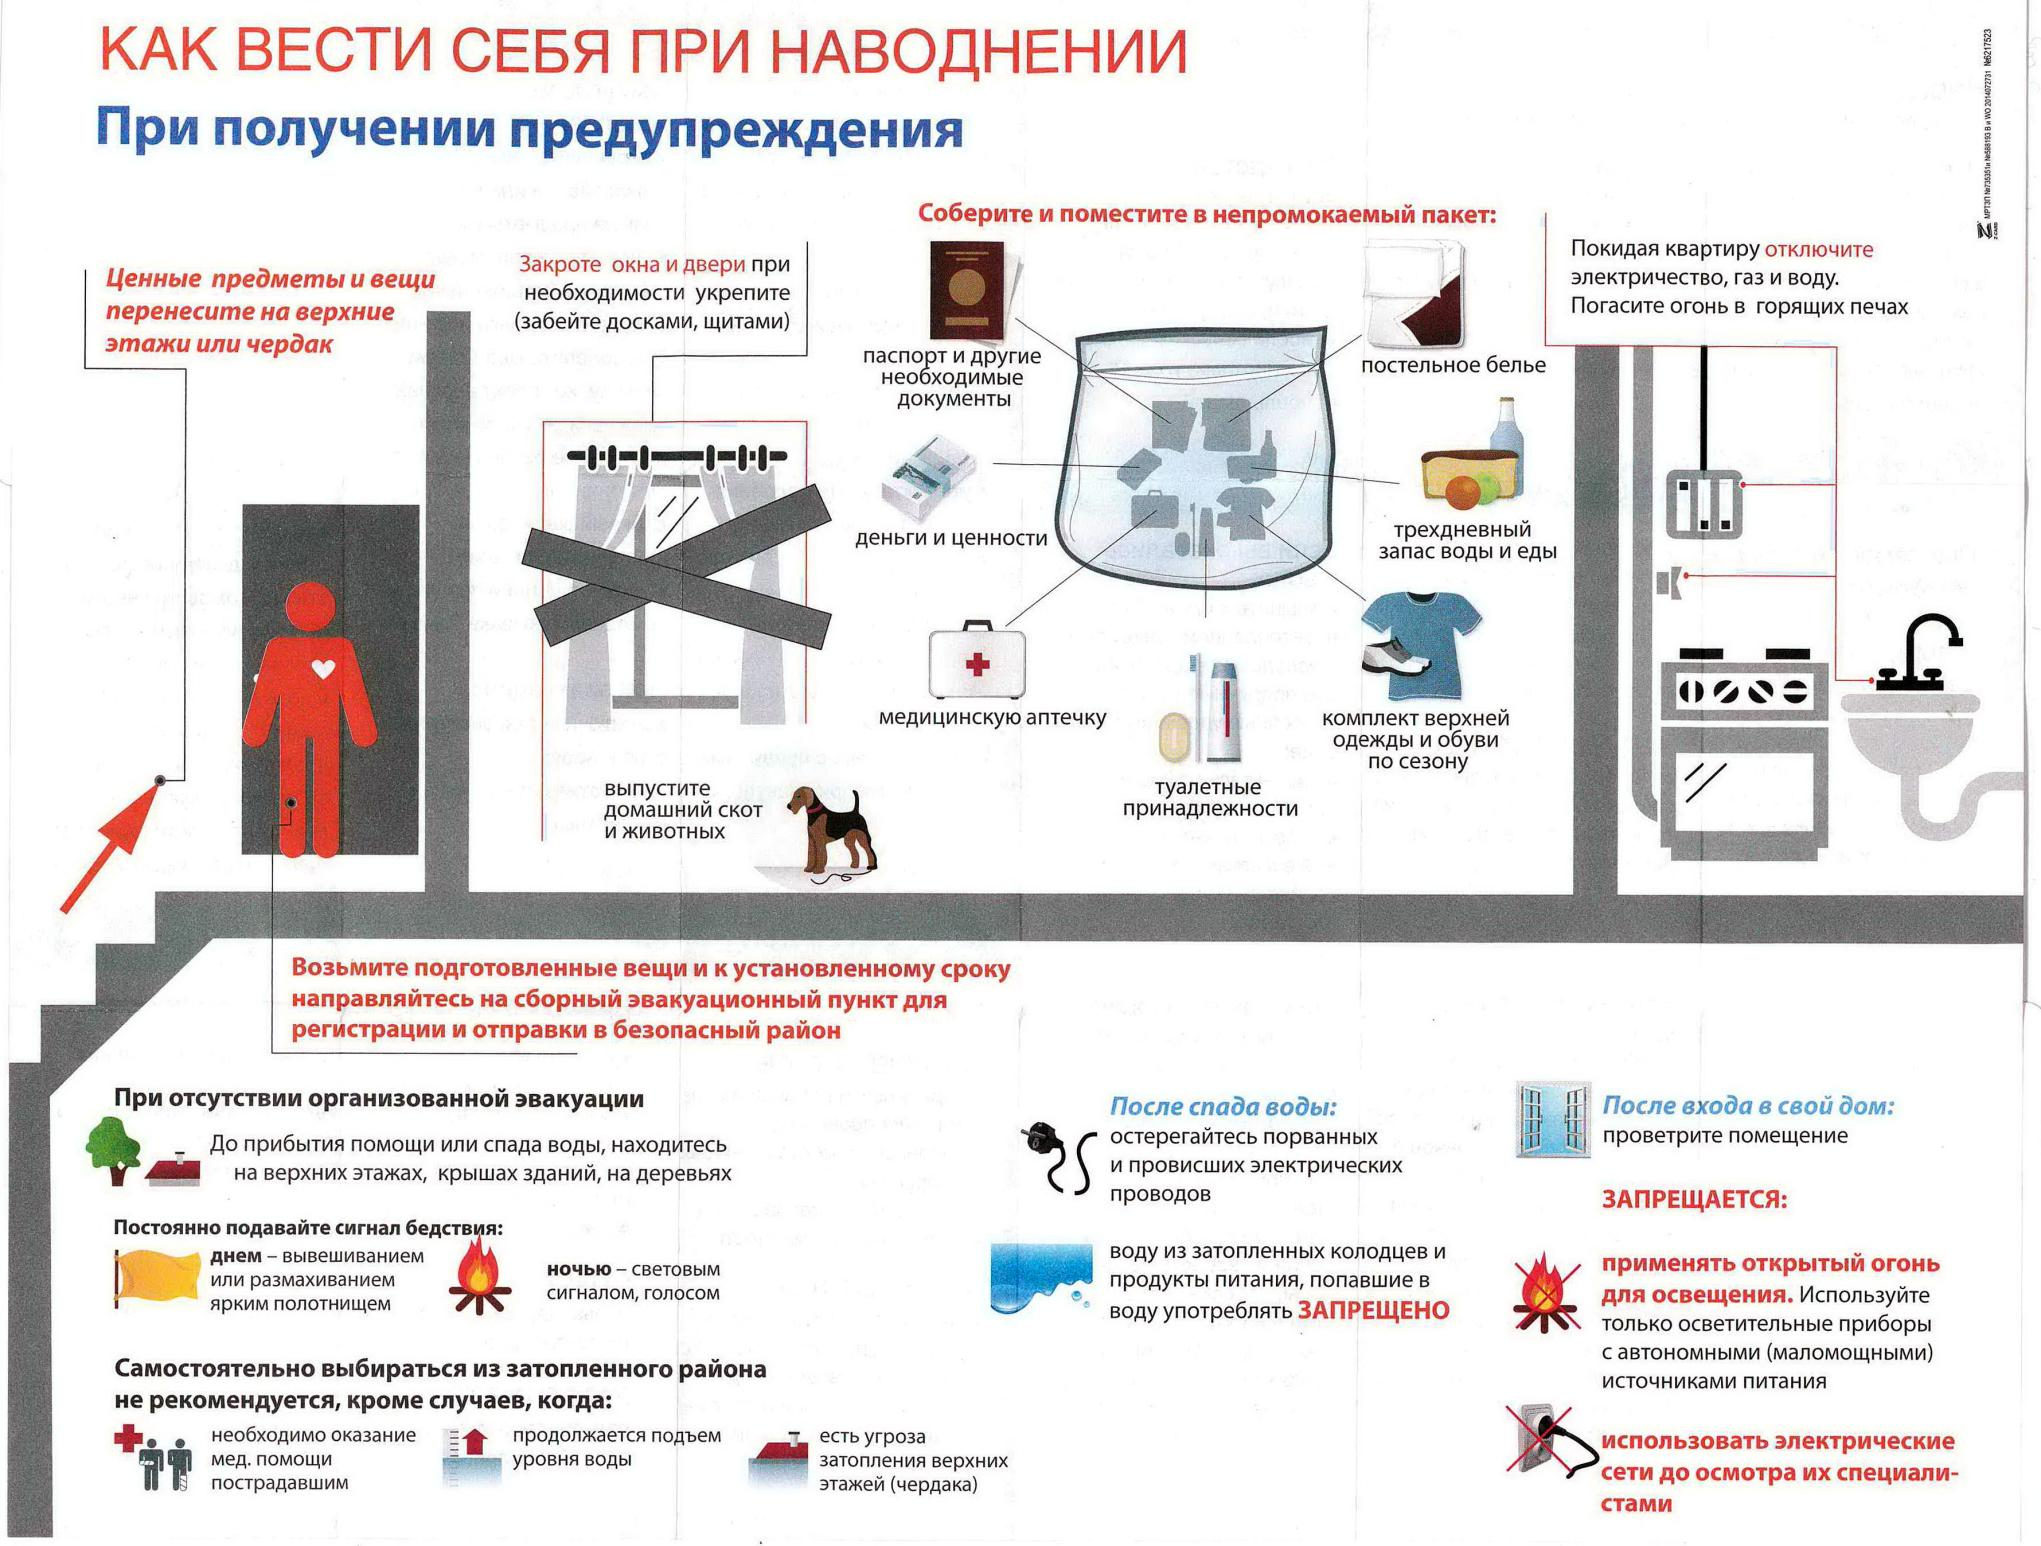 КАК ВЕСТИ СЕБЯ ПРИ НАВОДНЕНИИ
При получении предупреждения
Ценные предметы и вещи
перенесите на верхние
этажи или чердак
Закроте окна и двери при
необходимости укрепите
(забейте досками, щитами)
выпустите
домашний скот
и животных
Соберите и поместите в непромокаемый пакет:
паспорт и другие
необходимые
документы
деньги и ценности
медицинскую аптечку
туалетные
принадлежности
постельное белье
трехдневный
запас воды и еды
комплект верхней
одежды и обуви
по сезону
Покидая квартиру отключите
электричество, газ и воду.
Погасите огонь в горящих печах
Возьмите подготовленные вещи и к установленному сроку
направляйтесь на сборный эвакуационный пункт для
регистрации и отправки в безопасный район
При отсутствии организованной эвакуации
До прибытия помощи или спада воды, находитесь
на верхних этажах, крышах зданий, на деревьях
Постоянно подавайте сигнал бедствия:
днем – вывешиванием
или размахиванием
ярким полотнищем
ночью – световым
сигналом, голосом
Самостоятельно выбираться из затопленного района
не рекомендуется, кроме случаев, когда:
необходимо оказание
мед. помощи
пострадавшим
продолжается подъем
уровня воды
есть угроза
затопления верхних
этажей (чердака)
После спада воды:
остерегайтесь порванных
и провисших электрических
проводов
воду из затопленных колодцев и
продукты питания, попавшие в
воду употреблять ЗАПРЕЩЕНО
После входа в свой дом:
проветрите помещение
ЗАПРЕЩАЕТСЯ:
применять открытый огонь
для освещения. Используйте
только осветительные приборы
с автономными (маломощными)
источниками питания
использовать электрические
сети до осмотра их специали-
стами